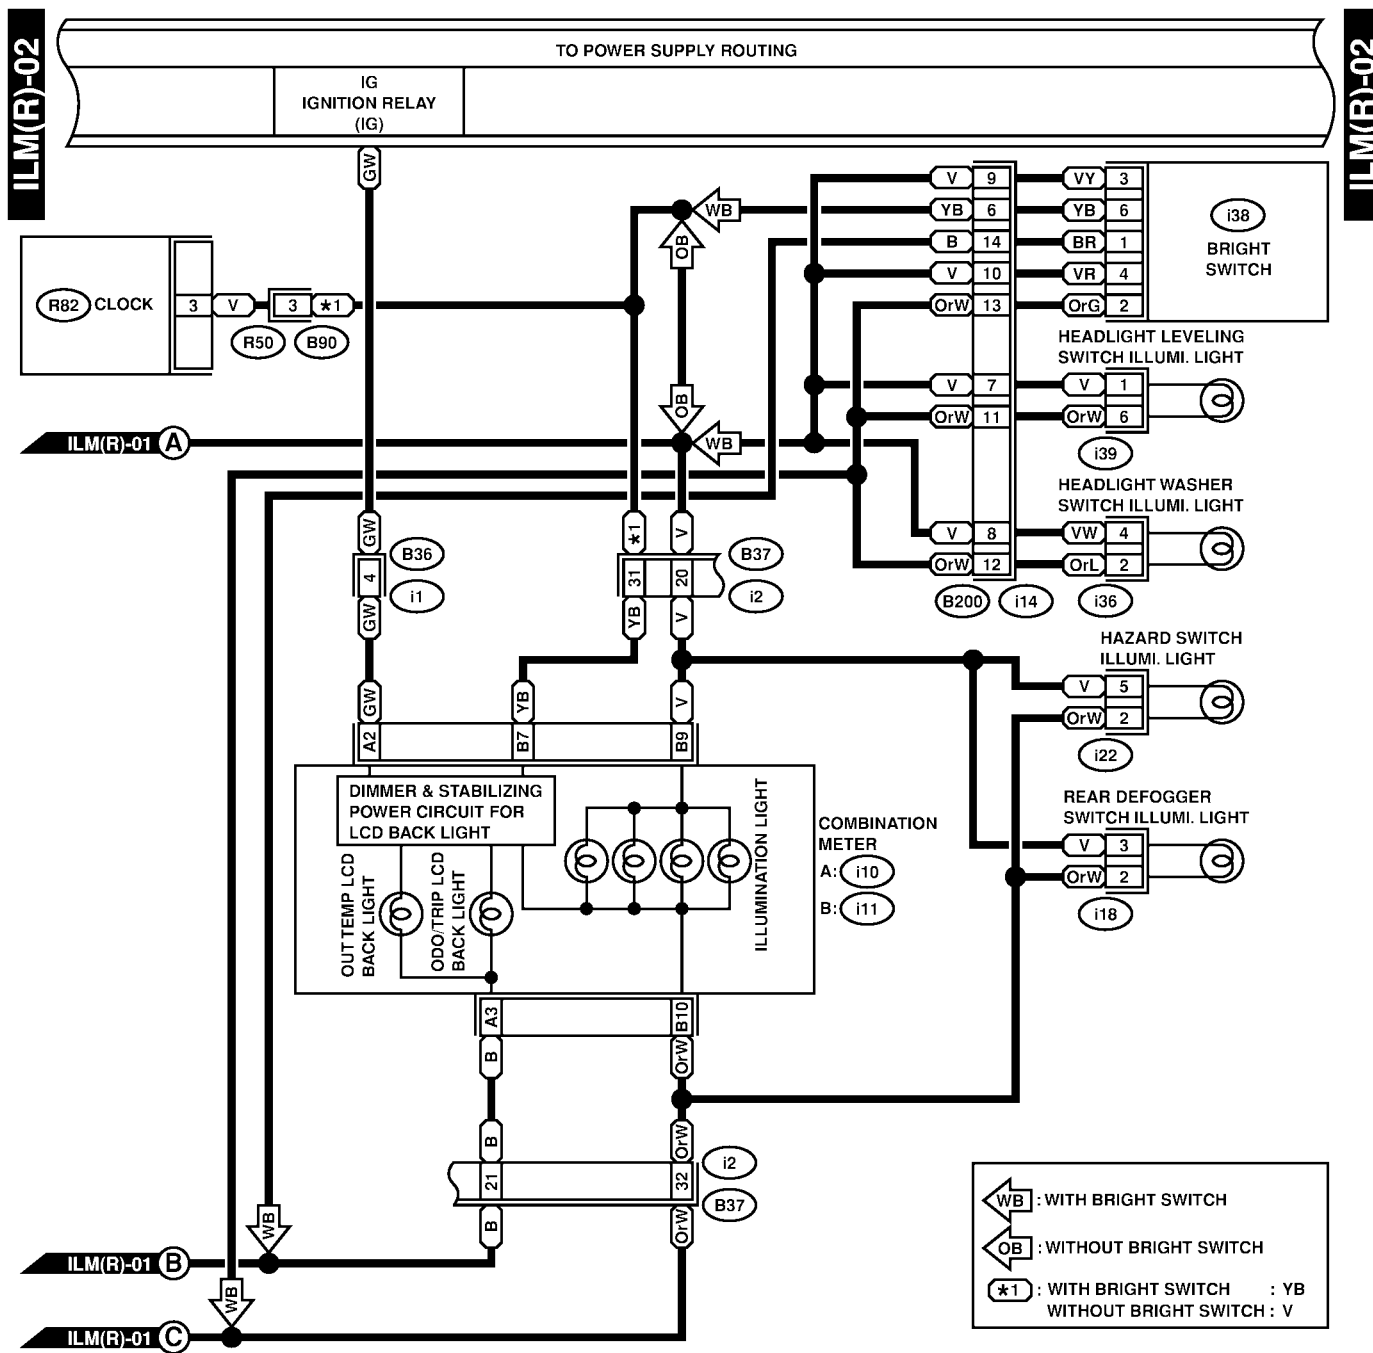 ILM(R)-02
ILM(R)-02
TO POWER SUPPLY ROUTING
IG
IGNITION RELAY
(IG)
GW
R82 CLOCK
3 V 3 *1
R50 B90
WB
OB
OB
WB
V 9 VY 3
YB 6 YB 6
B 14 BR 1
V 10 VR 4
OrW 13 OrG 2
i38
BRIGHT
SWITCH
HEADLIGHT LEVELING
SWITCH ILLUMI. LIGHT
V 7 V 1
OrW 11 OrW 6
i39
ILM(R)-01 A
HEADLIGHT WASHER
SWITCH ILLUMI. LIGHT
V 8 VW 4
OrW 12 OrL 2
B200 i14 i36
GW *1 V
4 B36 31 20 B37
i1 i2
GW YB V
HAZARD SWITCH
ILLUMI. LIGHT
V 5
OrW 2
i22
GW YB V
A2 B7 B9
DIMMER & STABILIZING
POWER CIRCUIT FOR
LCD BACK LIGHT
OUT TEMP LCD
BACK LIGHT
ODO/TRIP LCD
BACK LIGHT
ILLUMINATION LIGHT
COMBINATION
METER
A: i10
B: i11
REAR DEFOGGER
SWITCH ILLUMI. LIGHT
V 3
OrW 2
i18
A3 B10
B OrW
B OrW
21 32 i2
B37
B OrW
WB
ILM(R)-01 B
WB
ILM(R)-01 C
WB : WITH BRIGHT SWITCH
OB : WITHOUT BRIGHT SWITCH
*1 : WITH BRIGHT SWITCH : YB
WITHOUT BRIGHT SWITCH : V